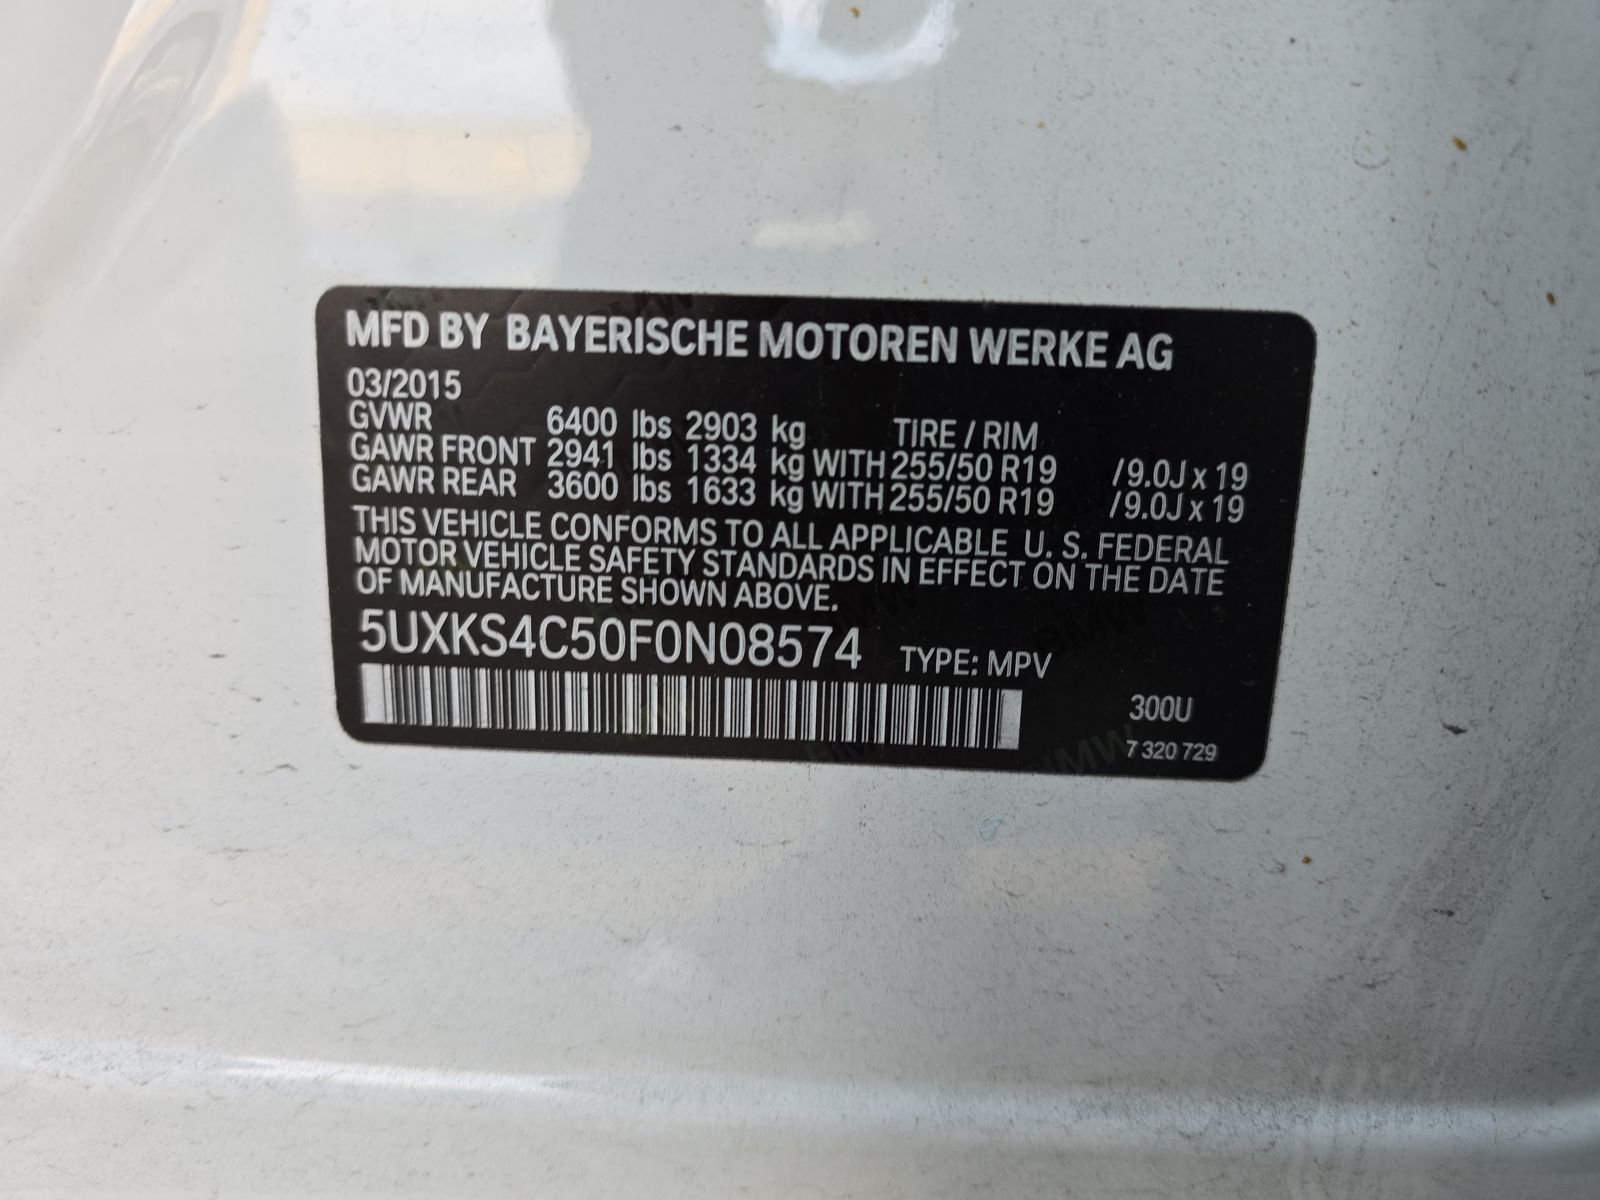 MFD BY BAYERISCHE MOTOREN WERKE AG
03/2015
GVWR 6400 lbs 2903 kg TIRE / RIM
GAWR FRONT 2941 lbs 1334 kg WITH 255/50 R19 /9.0J x 19
GAWR REAR 3600 lbs 1633 kg WITH 255/50 R19 /9.0J x 19
THIS VEHICLE CONFORMS TO ALL APPLICABLE U. S. FEDERAL
MOTOR VEHICLE SAFETY STANDARDS IN EFFECT ON THE DATE
OF MANUFACTURE SHOWN ABOVE.
5UXKS4C50F0N08574 TYPE: MPV
300U
7 320 729